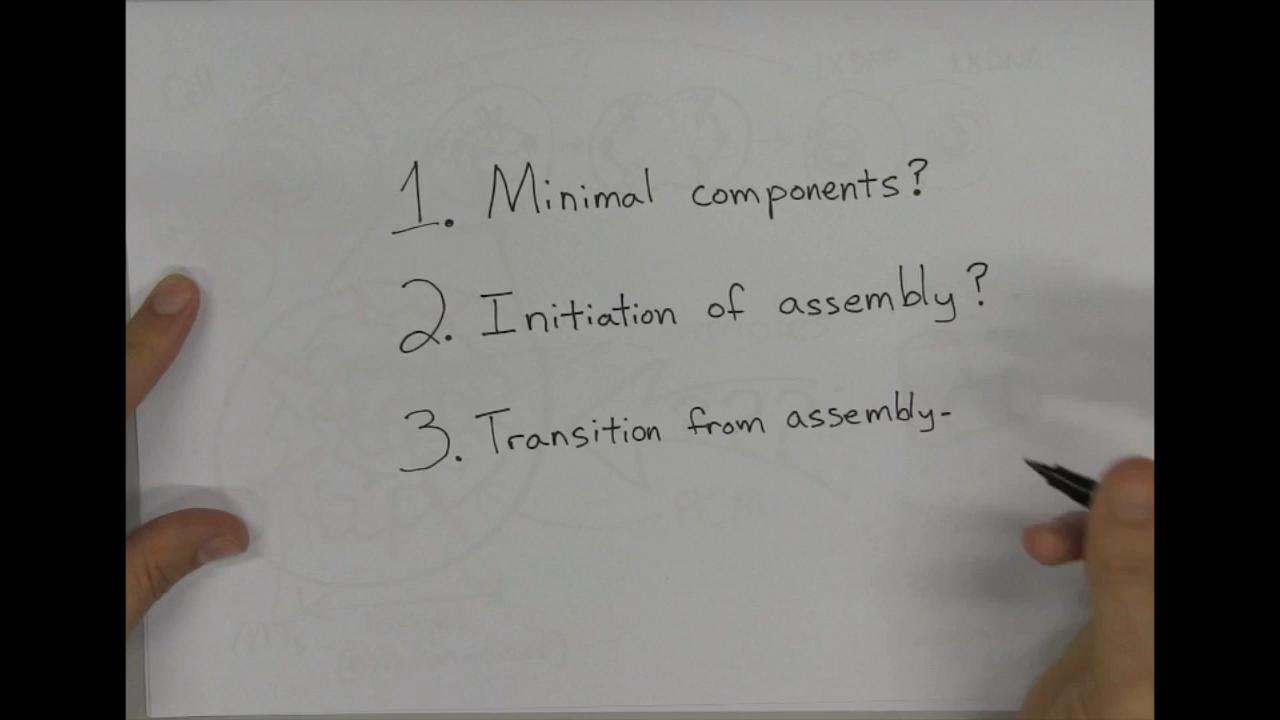 1. Minimal components?
2. Initiation of assembly?
3. Transition from assembly-